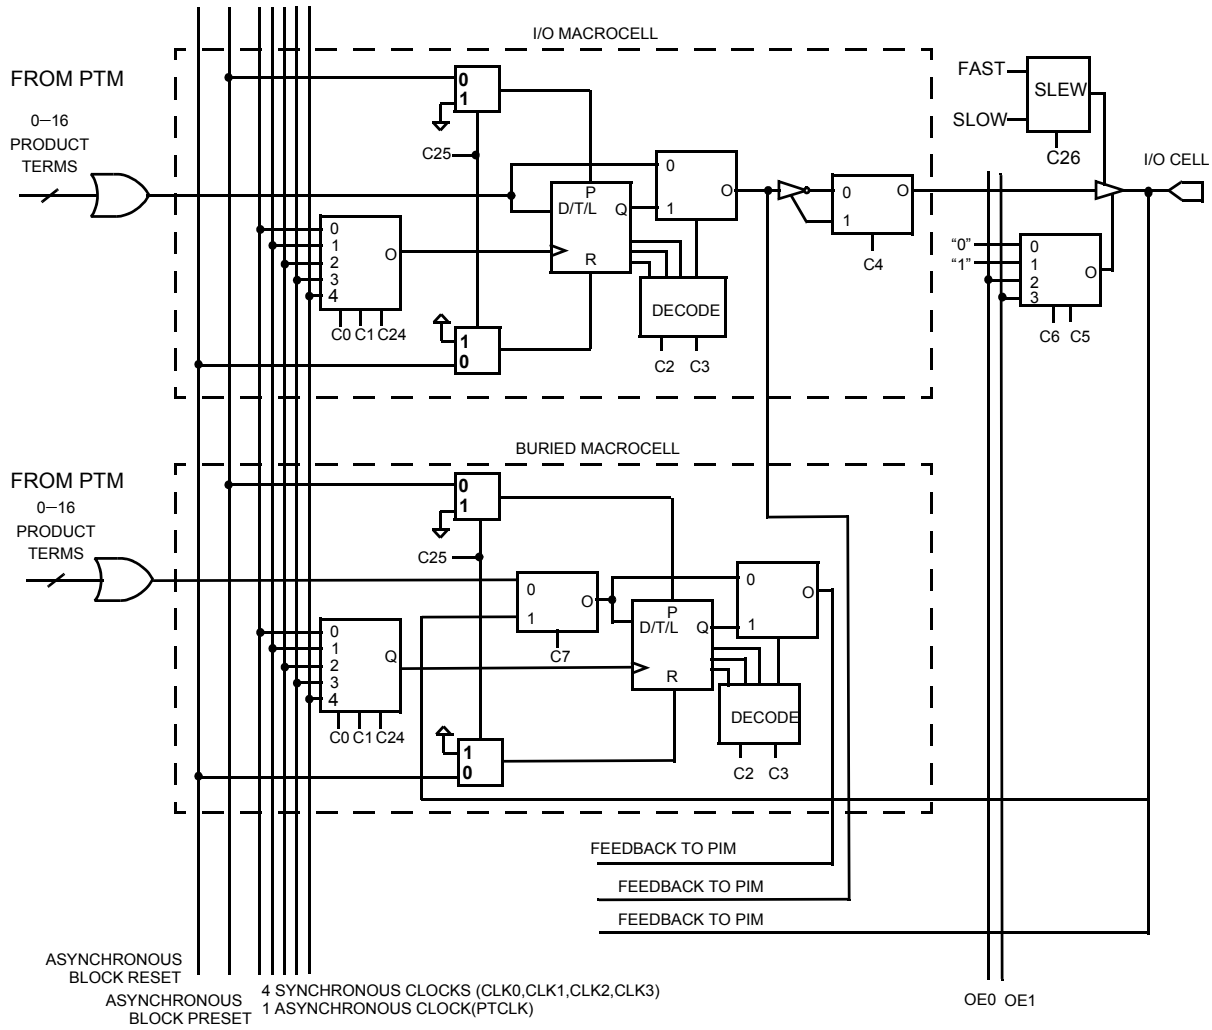 I/O MACROCELL
FROM PTM
0–16
PRODUCT
TERMS
0
1
C25
P
D/T/L
Q
R
0
1
O
0
1
2
3
4
O
C0 C1 C24
1
0
DECODE
C2 C3
0
1
O
C4
FAST
SLOW
SLEW
C26
I/O CELL
"0"
"1"
0
1
2
3
O
C6 C5
BURIED MACROCELL
FROM PTM
0–16
PRODUCT
TERMS
0
1
C25
0
1
O
C7
P
D/T/L
Q
R
0
1
O
0
1
2
3
4
Q
C0 C1 C24
1
0
DECODE
C2 C3
FEEDBACK TO PIM
FEEDBACK TO PIM
FEEDBACK TO PIM
ASYNCHRONOUS
BLOCK RESET
ASYNCHRONOUS
BLOCK PRESET
4 SYNCHRONOUS CLOCKS (CLK0,CLK1,CLK2,CLK3)
1 ASYNCHRONOUS CLOCK(PTCLK)
OE0 OE1